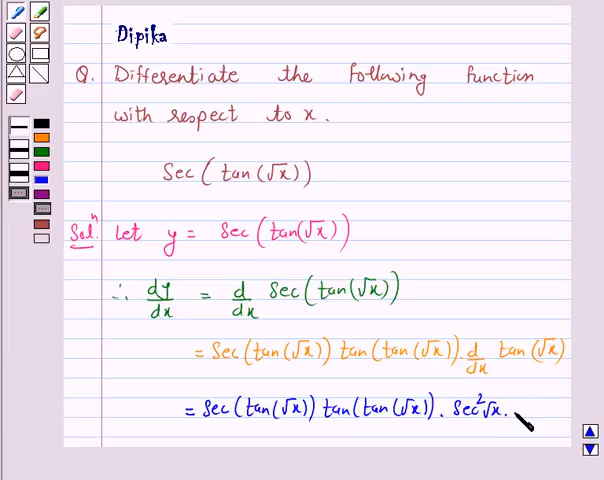 Dipika
Q. Differentiate the following function
with respect to x.
Sec(tan(√x))
Solⁿ. Let y = Sec(tan(√x))
∴ dy/dx = d/dx Sec(tan(√x))
= Sec(tan(√x)) tan(tan(√x)). d/dx tan(√x)
= Sec(tan(√x)) tan(tan(√x)). Sec²√x.